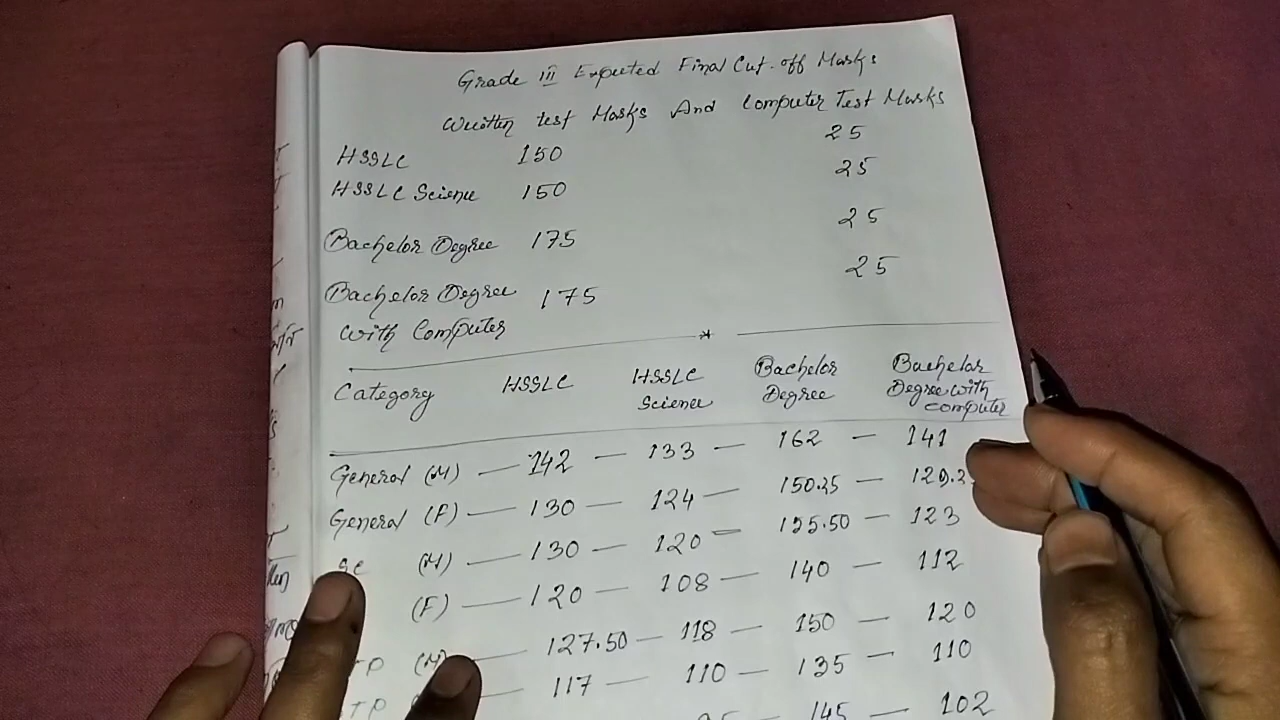 Grade III Expected Final Cut-off Marks
Written test Marks And Computer Test Marks
HSSLC 150 25
HSSLC Science 150 25
Bachelor Degree 175 25
Bachelor Degree 175 25
with Computer
Category HSSLC HSSLC Science Bachelor Degree Bachelor Degree with computer
General (M) — 142 — 133 — 162 — 141
General (F) — 130 — 124 — 150.25 —
(M) — 130 — 120 — 155.50 — 123
(F) — 120 — 108 — 140 — 112
(M) — 127.50 — 118 — 150 — 120
117 — 110 — 135 — 110
145 — 102